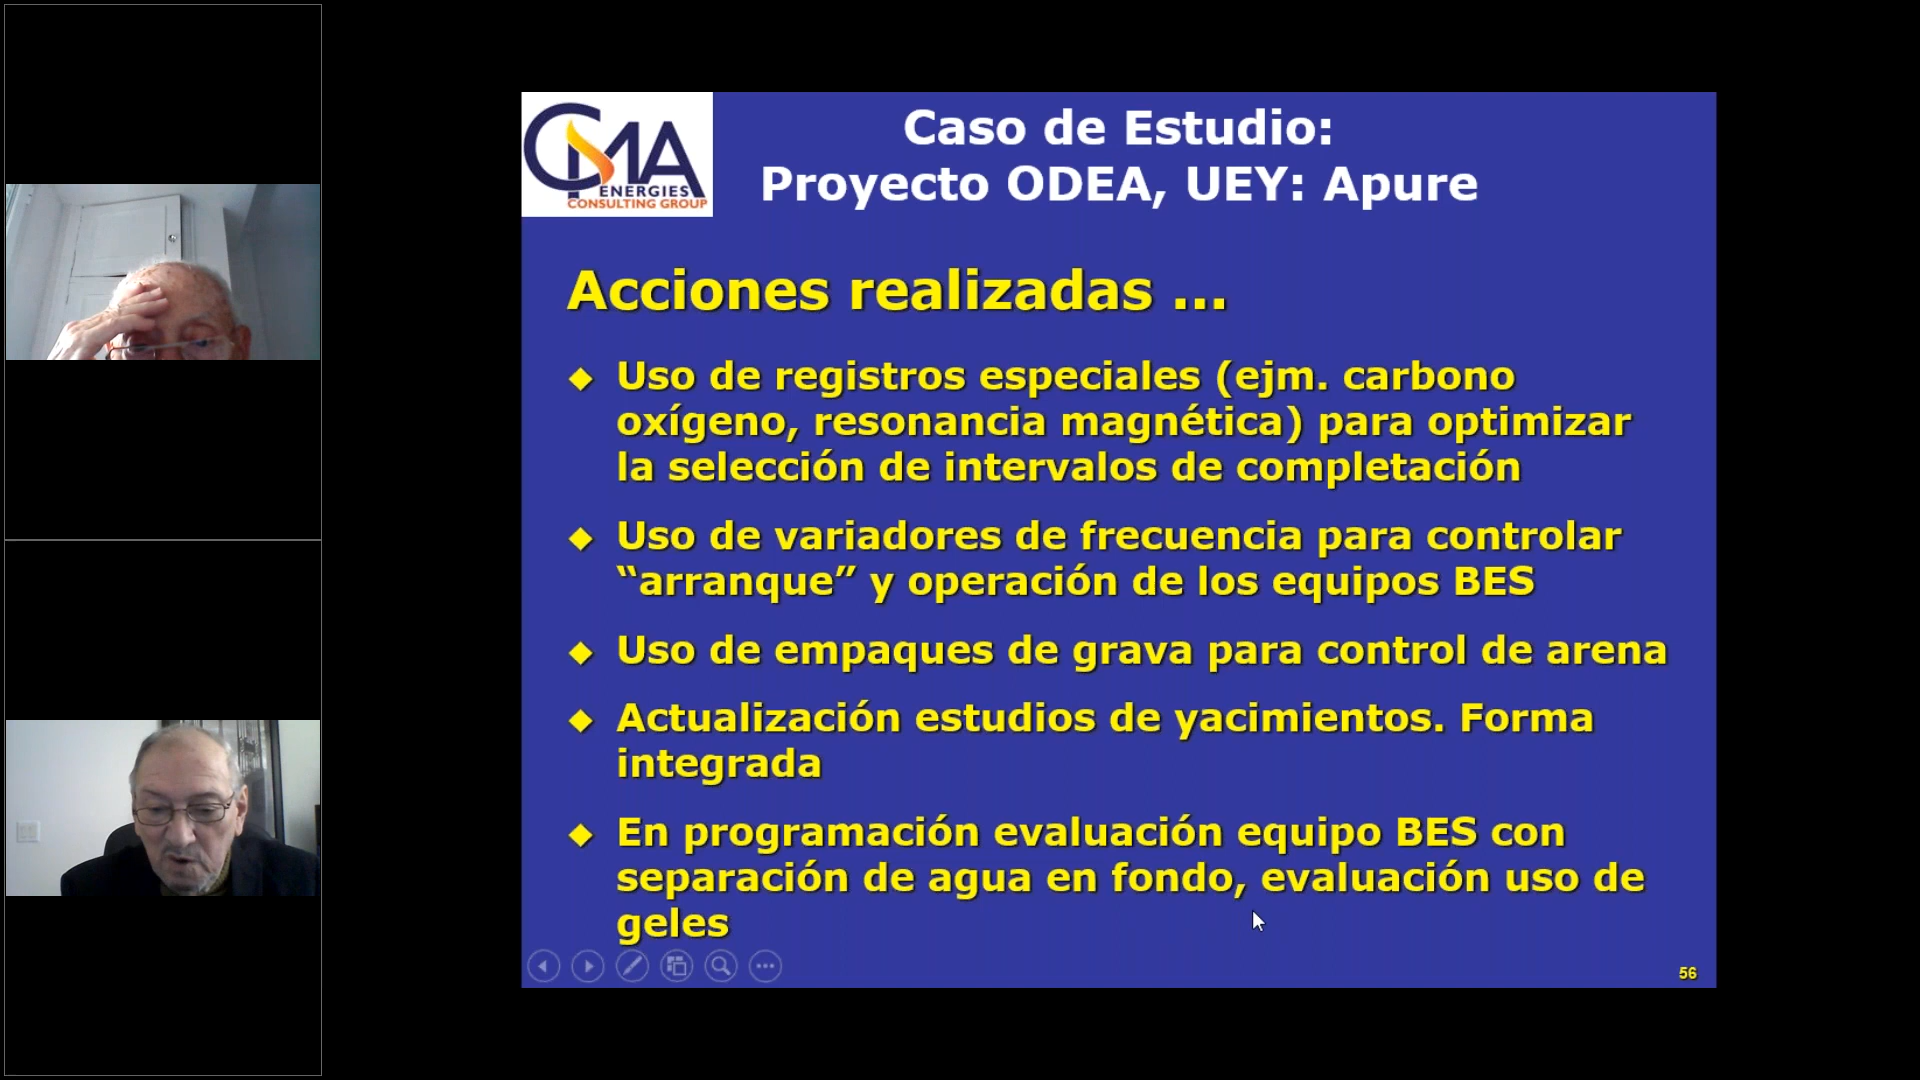 CMA
ENERGIES
CONSULTING GROUP
Caso de Estudio:
Proyecto ODEA, UEY: Apure
Acciones realizadas ...
Uso de registros especiales (ejm. carbono
oxígeno, resonancia magnética) para optimizar
la selección de intervalos de completación
Uso de variadores de frecuencia para controlar
“arranque” y operación de los equipos BES
Uso de empaques de grava para control de arena
Actualización estudios de yacimientos. Forma
integrada
En programación evaluación equipo BES con
separación de agua en fondo, evaluación uso de
geles
56